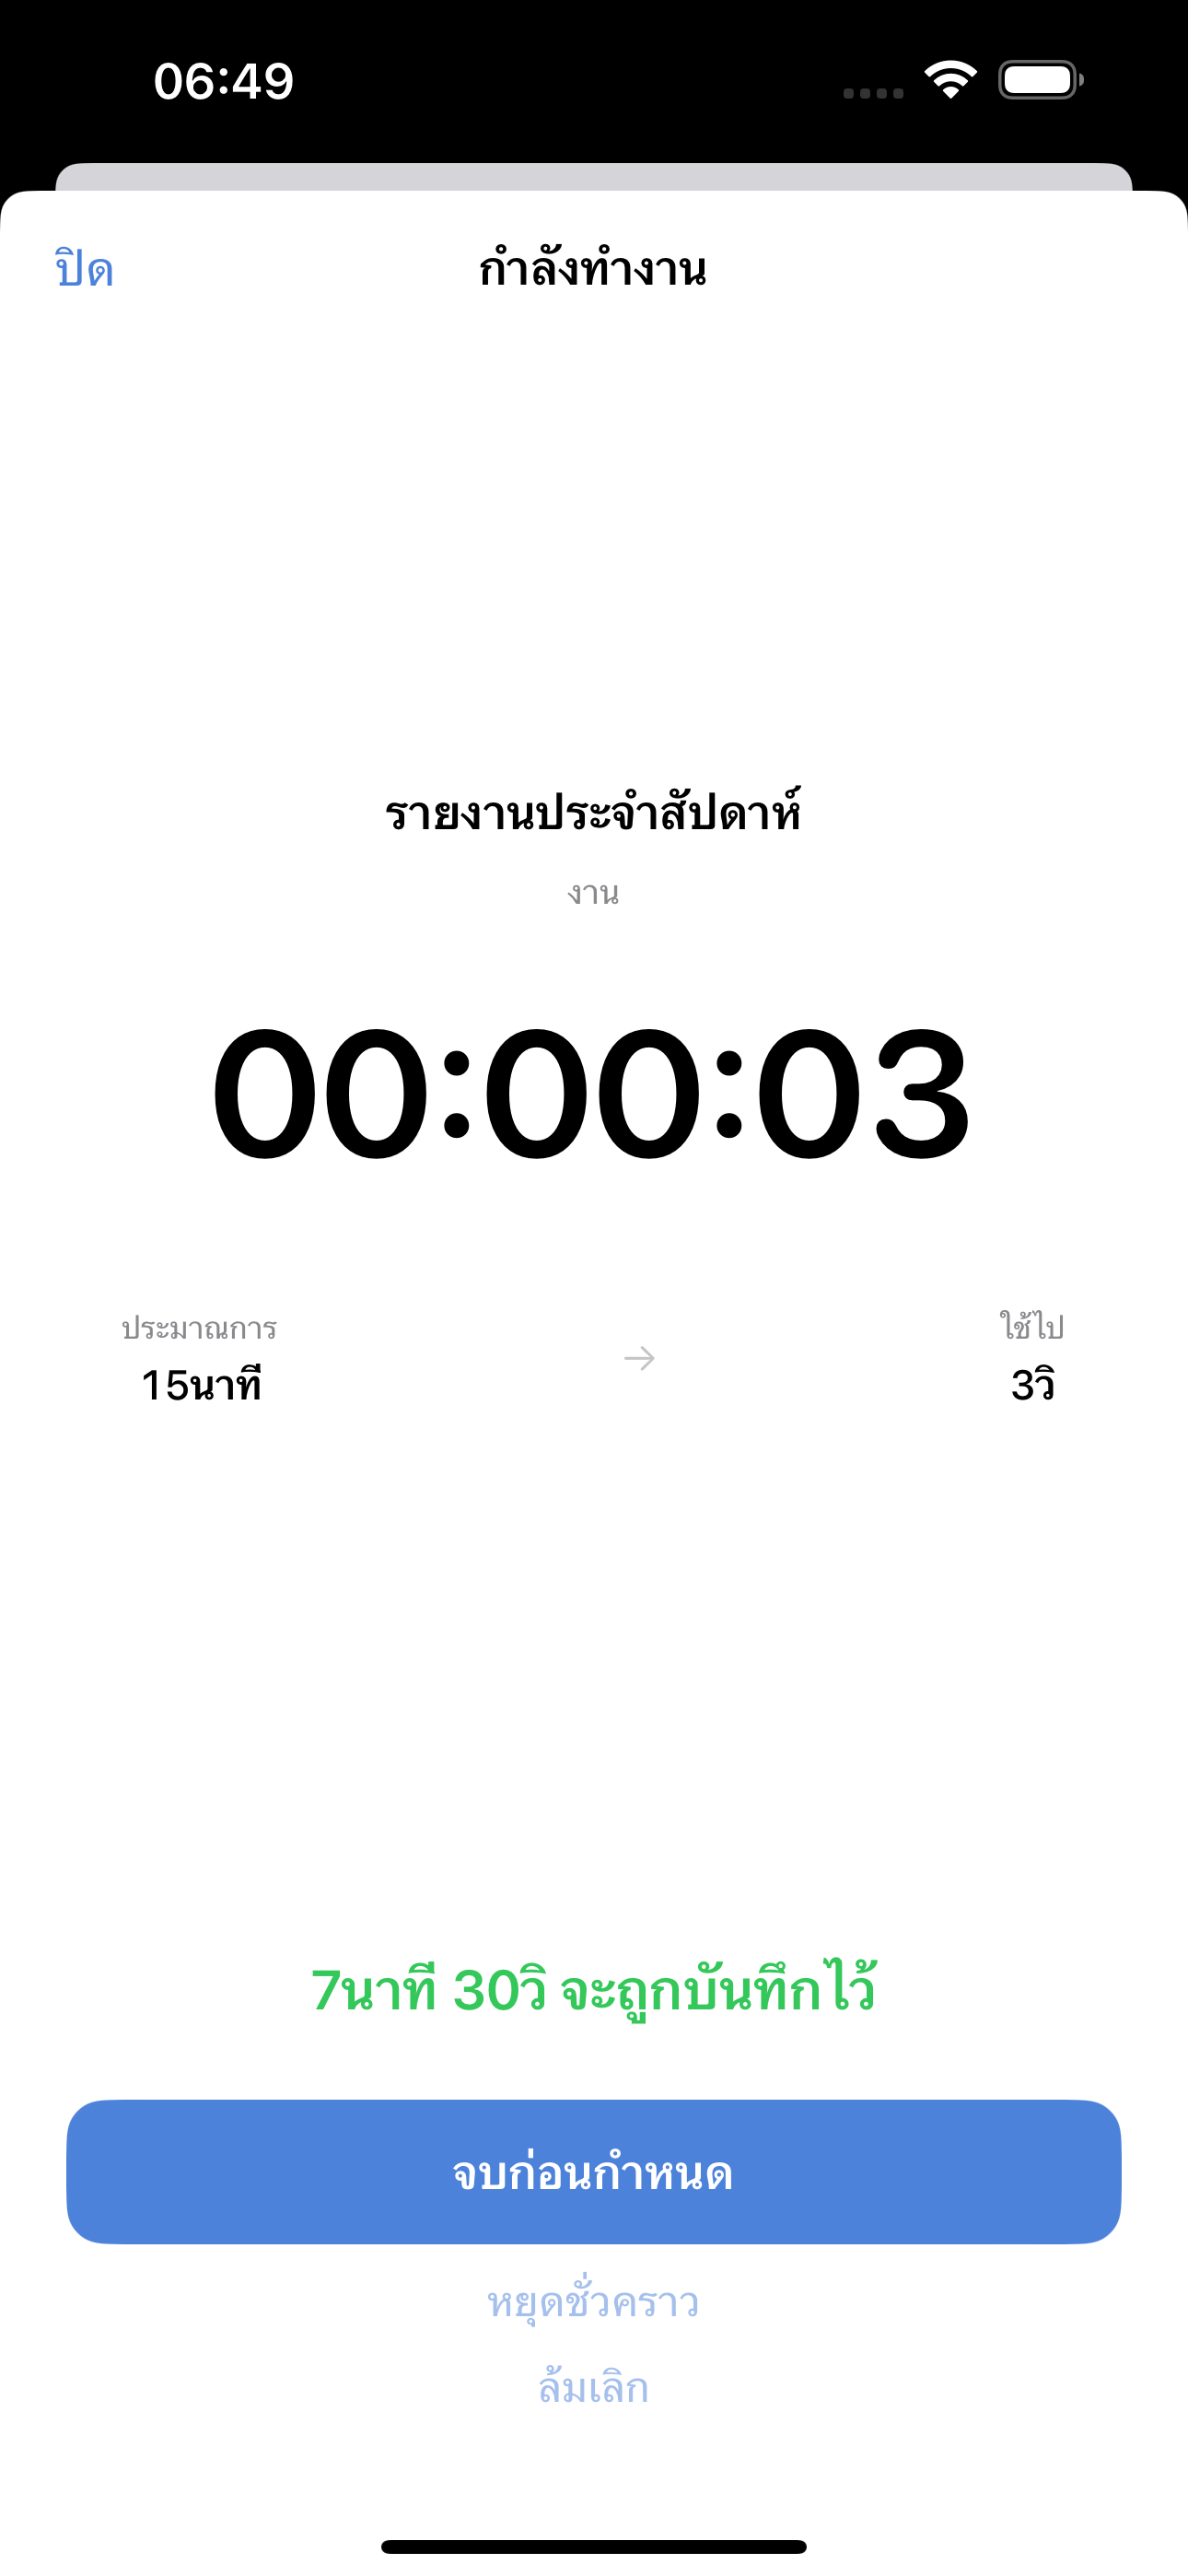 06:49
ปิด
กำลังทำงาน
รายงานประจำสัปดาห์
งาน
00:00:03
ประมาณการ → ใช้ไป
15นาที 3วิ
7นาที 30วิ จะถูกบันทึกไว้
จบก่อนกำหนด
หยุดชั่วคราว
ล้มเลิก